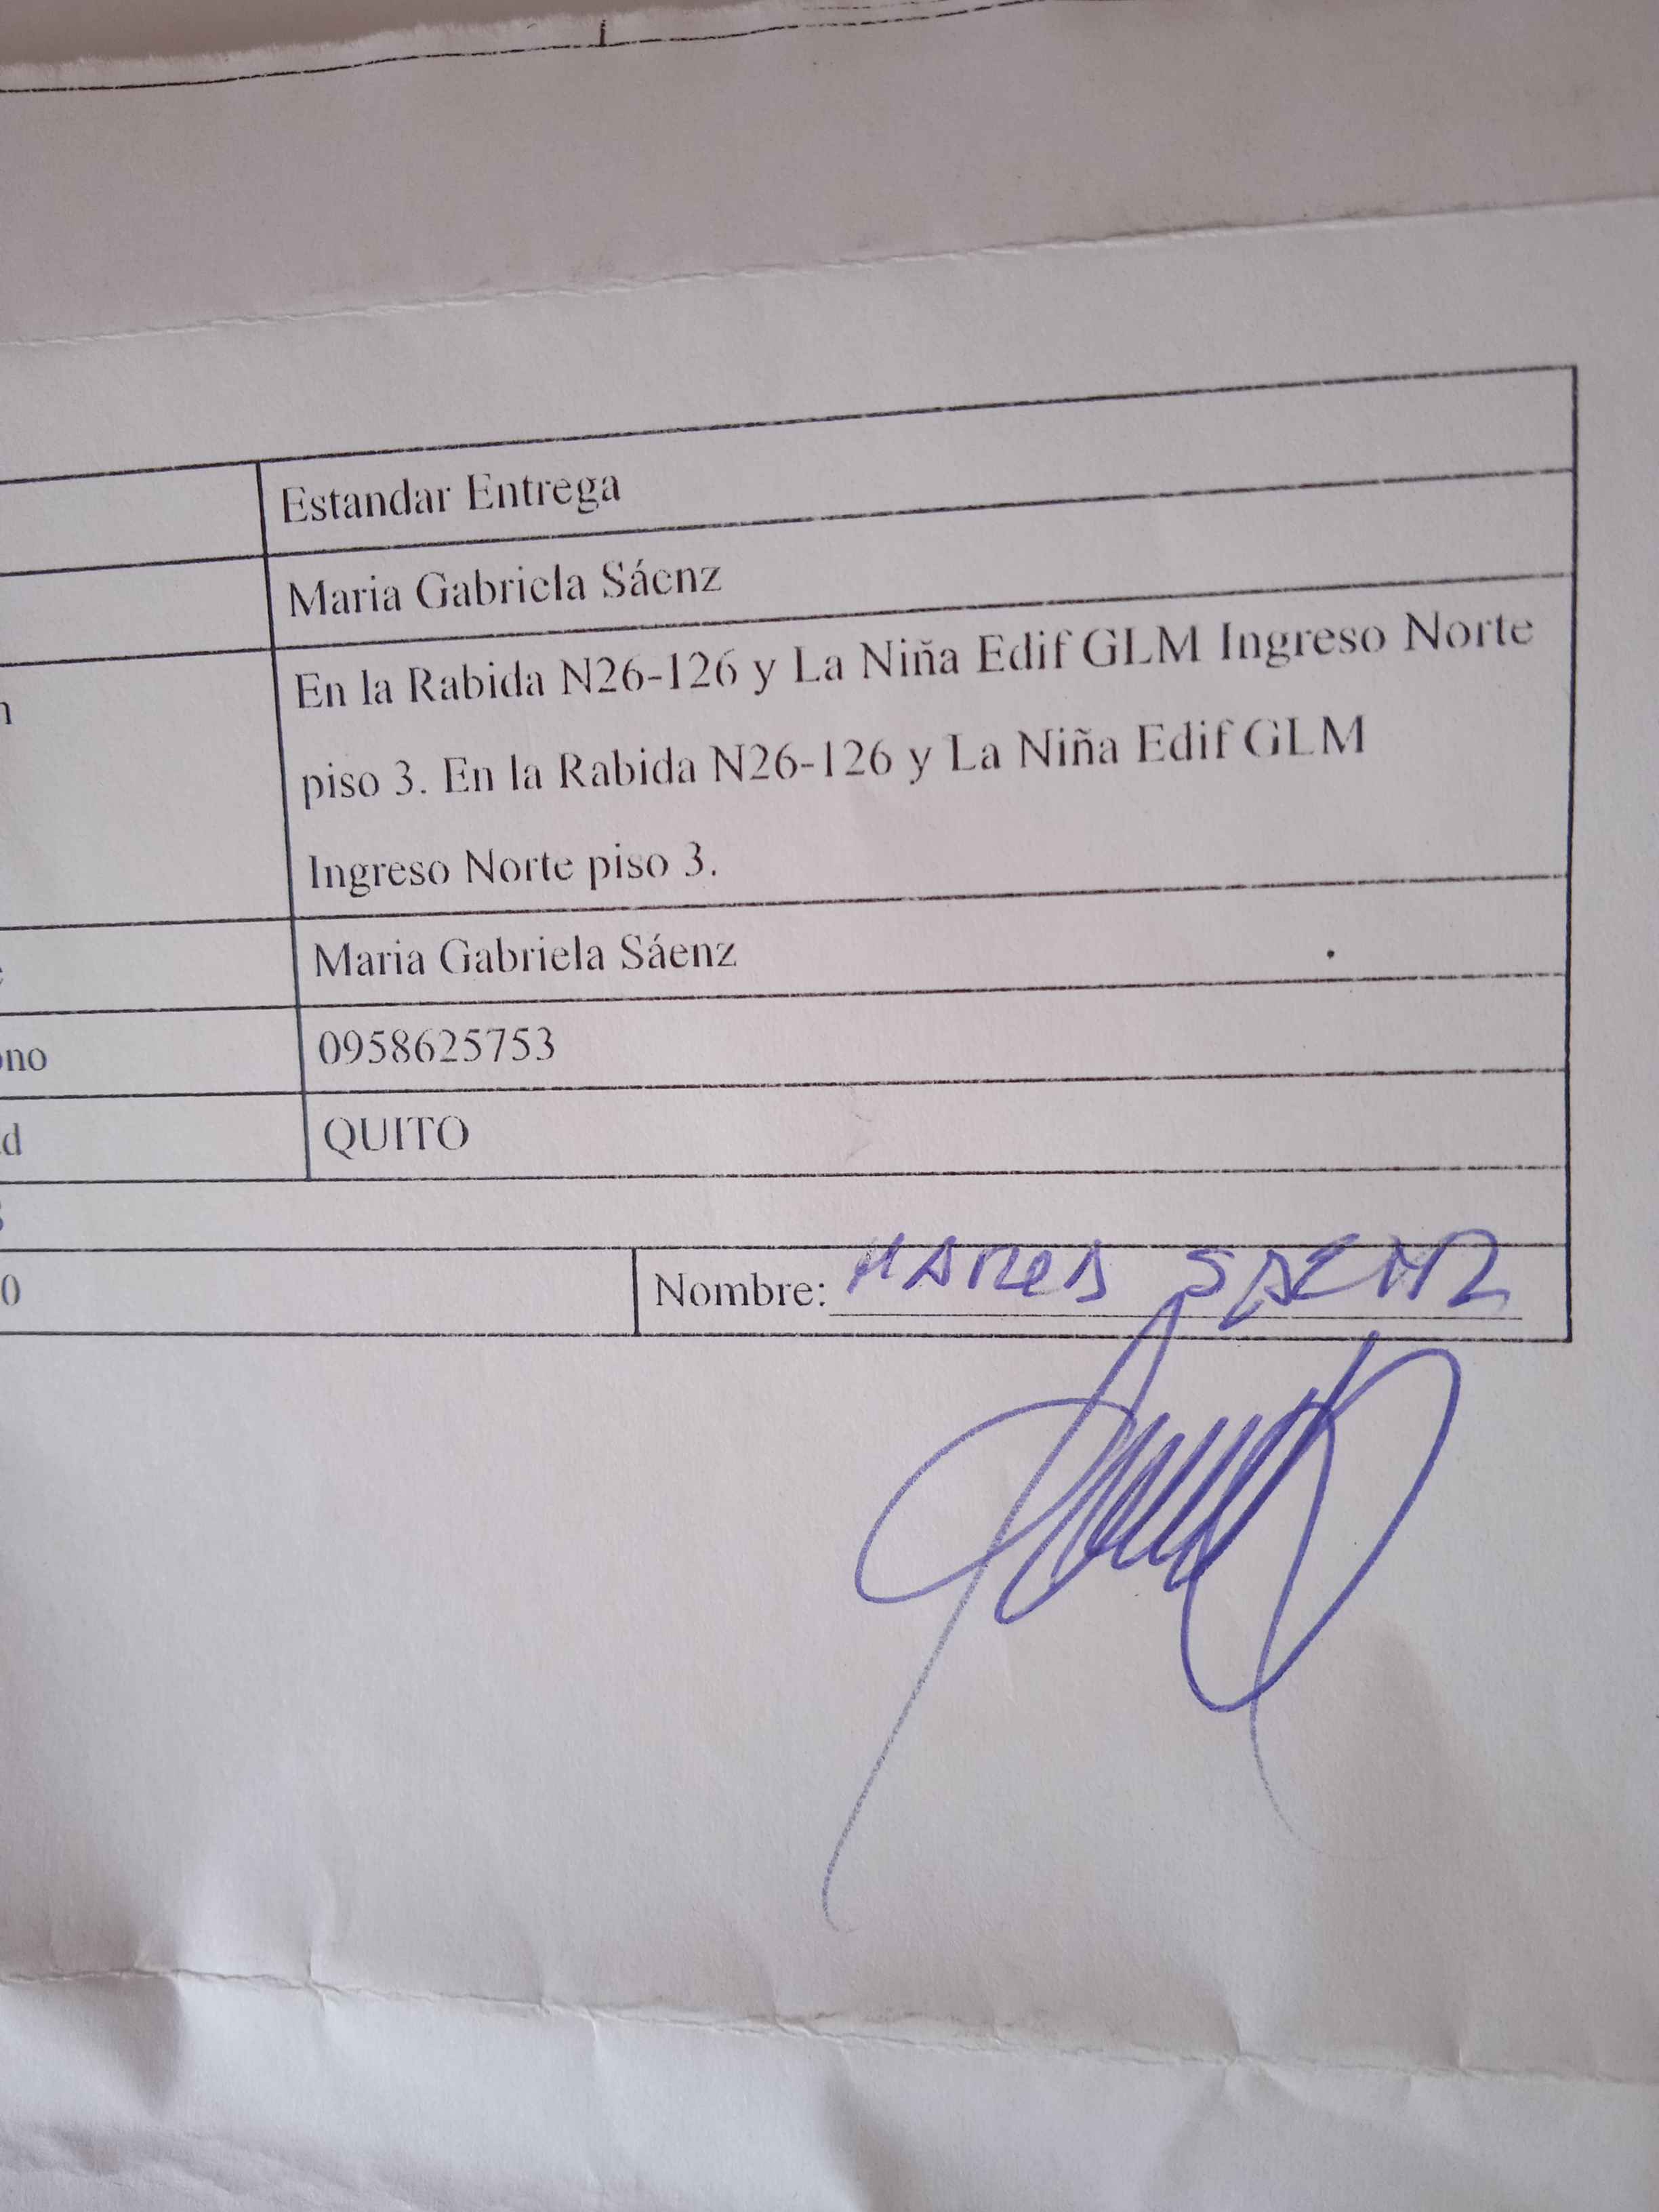 Estandar Entrega
Maria Gabriela Sáenz
En la Rabida N26-126 y La Niña Edif GLM Ingreso Norte
piso 3. En la Rabida N26-126 y La Niña Edif GLM
Ingreso Norte piso 3.
Maria Gabriela Sáenz
ono 0958625753
d QUITO
0 Nombre: MARIA SAENZ